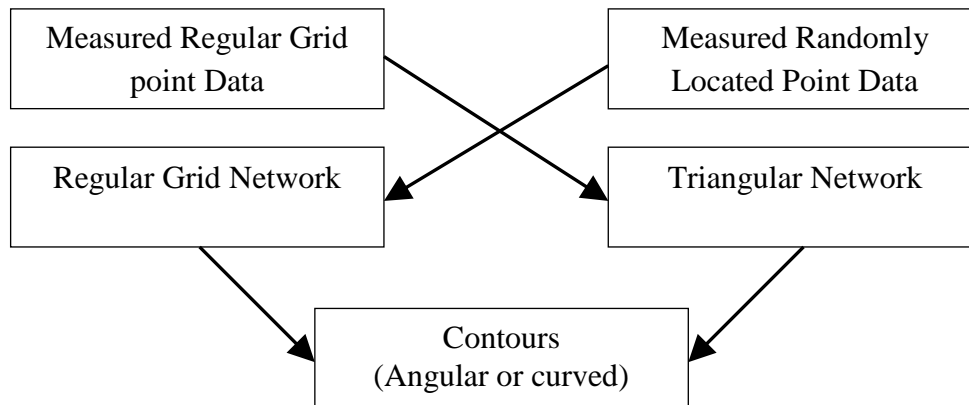 Measured Regular Grid
point Data
Measured Randomly
Located Point Data
Regular Grid Network
Triangular Network
Contours
(Angular or curved)